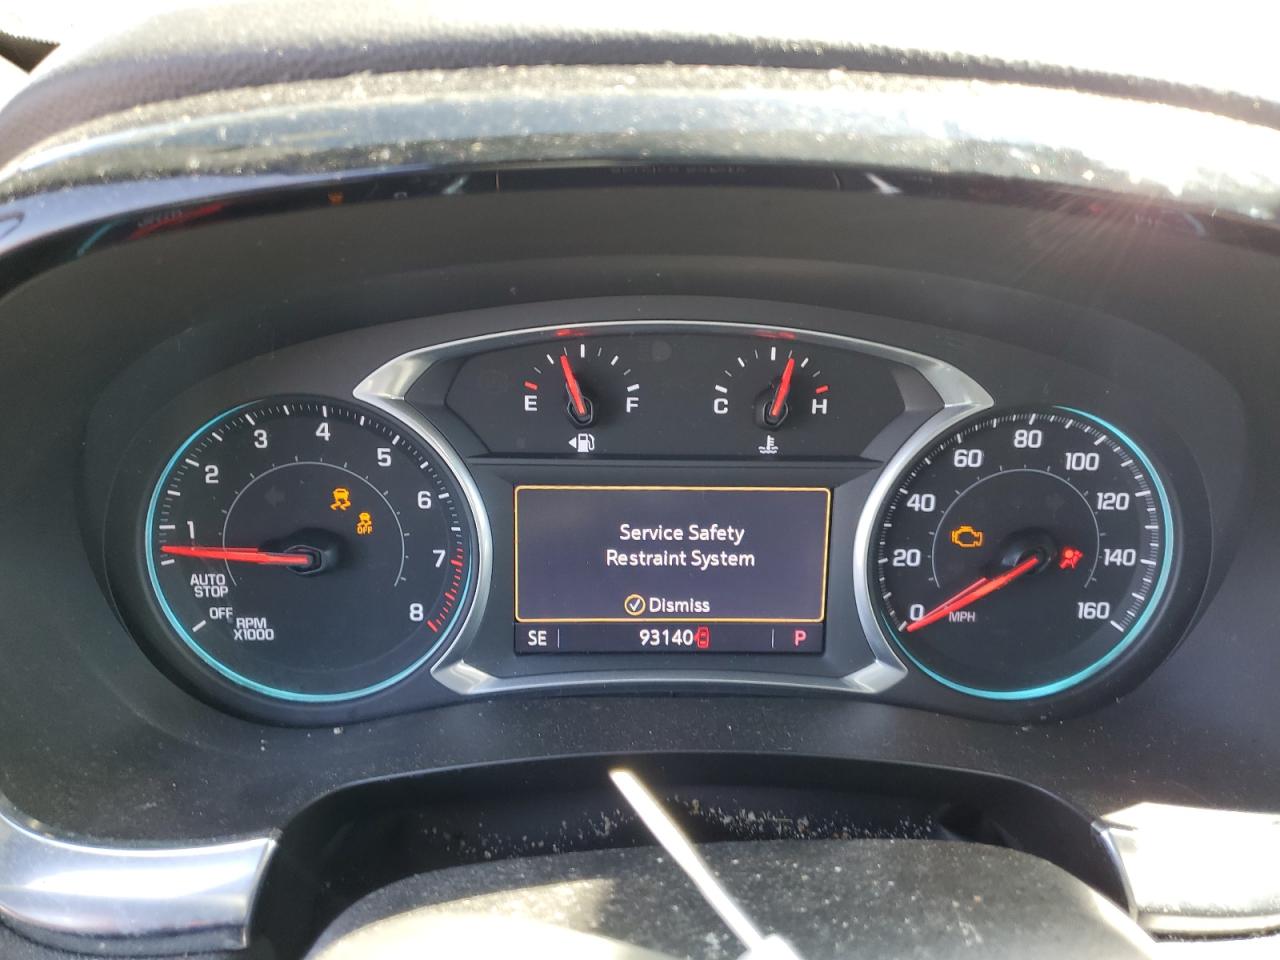 E F
C H
1 2 3 4 5 6 7 8
AUTO
STOP
OFF
RPM
X1000
OFF
Service Safety
Restraint System
Dismiss
SE 93140 P
0 20 40 60 80 100 120 140 160
MPH